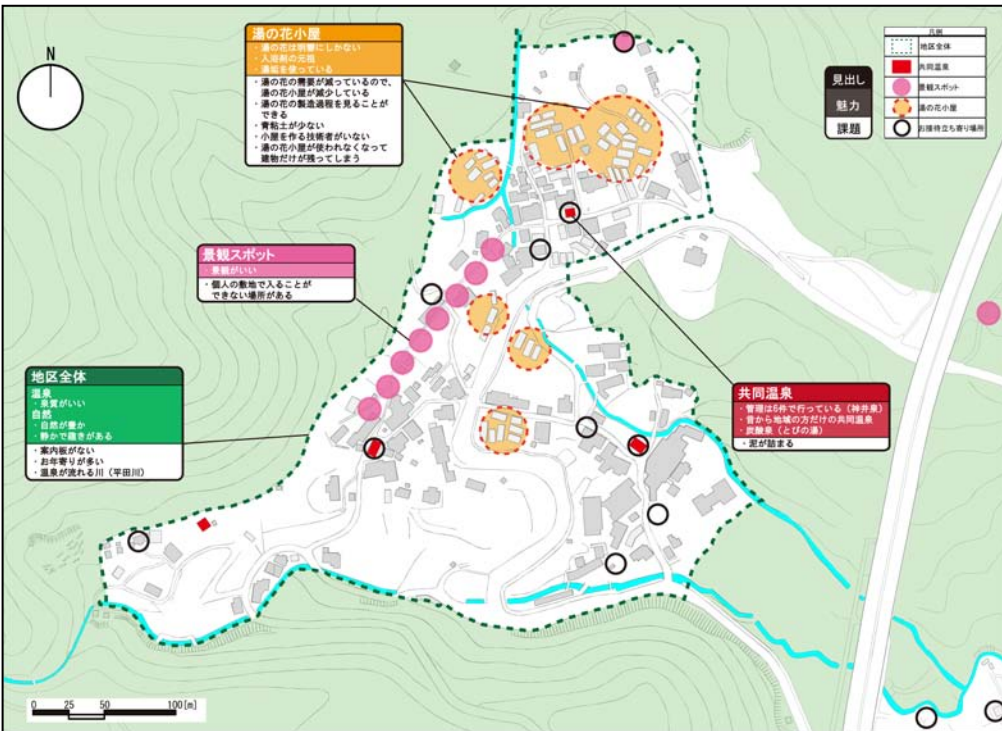 N
湯の花小屋
・湯の花は明礬にしかない
・入浴剤の元祖
・湯垢を使っている
・湯の花の需要が減っているので、
湯の花小屋が減少している
・湯の花の製造過程を見ることが
できる
・青粘土が少ない
・小屋を作る技術者がいない
・湯の花小屋が使われなくなって
建物だけが残ってしまう
凡例
地区全体
共同温泉
景観スポット
湯の花小屋
お接待立ち寄り場所
見出し
魅力
課題
景観スポット
・景観がいい
・個人の敷地で入ることが
できない場所がある
地区全体
温泉
・泉質がいい
自然
・自然が豊か
・静かで趣きがある
・案内板がない
・お年寄りが多い
・温泉が流れる川（平田川）
共同温泉
・管理は5件で行っている（神井泉）
・昔から地域の方だけの共同温泉
・炭酸泉（とびの湯）
・泥が詰まる
0 25 50 100[m]